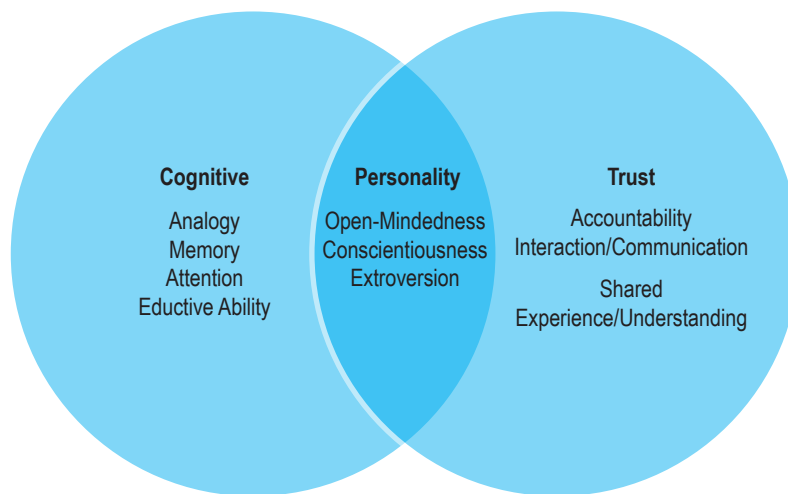 Cognitive
Analogy
Memory
Attention
Eductive Ability
Personality
Open-Mindedness
Conscientiousness
Extroversion
Trust
Accountability
Interaction/Communication
Shared
Experience/Understanding